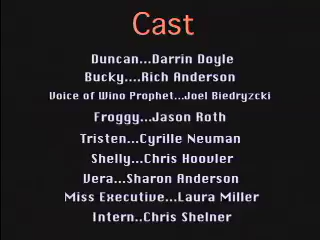 Cast
Duncan...Darrin Doyle
Bucky....Rich Anderson
Voice of Wino Prophet...Joel Biedryzcki
Froggy...Jason Roth
Tristen...Cyrille Neuman
Shelly...Chris Hoovler
Vera...Sharon Anderson
Miss Executive...Laura Miller
Intern..Chris Shelner